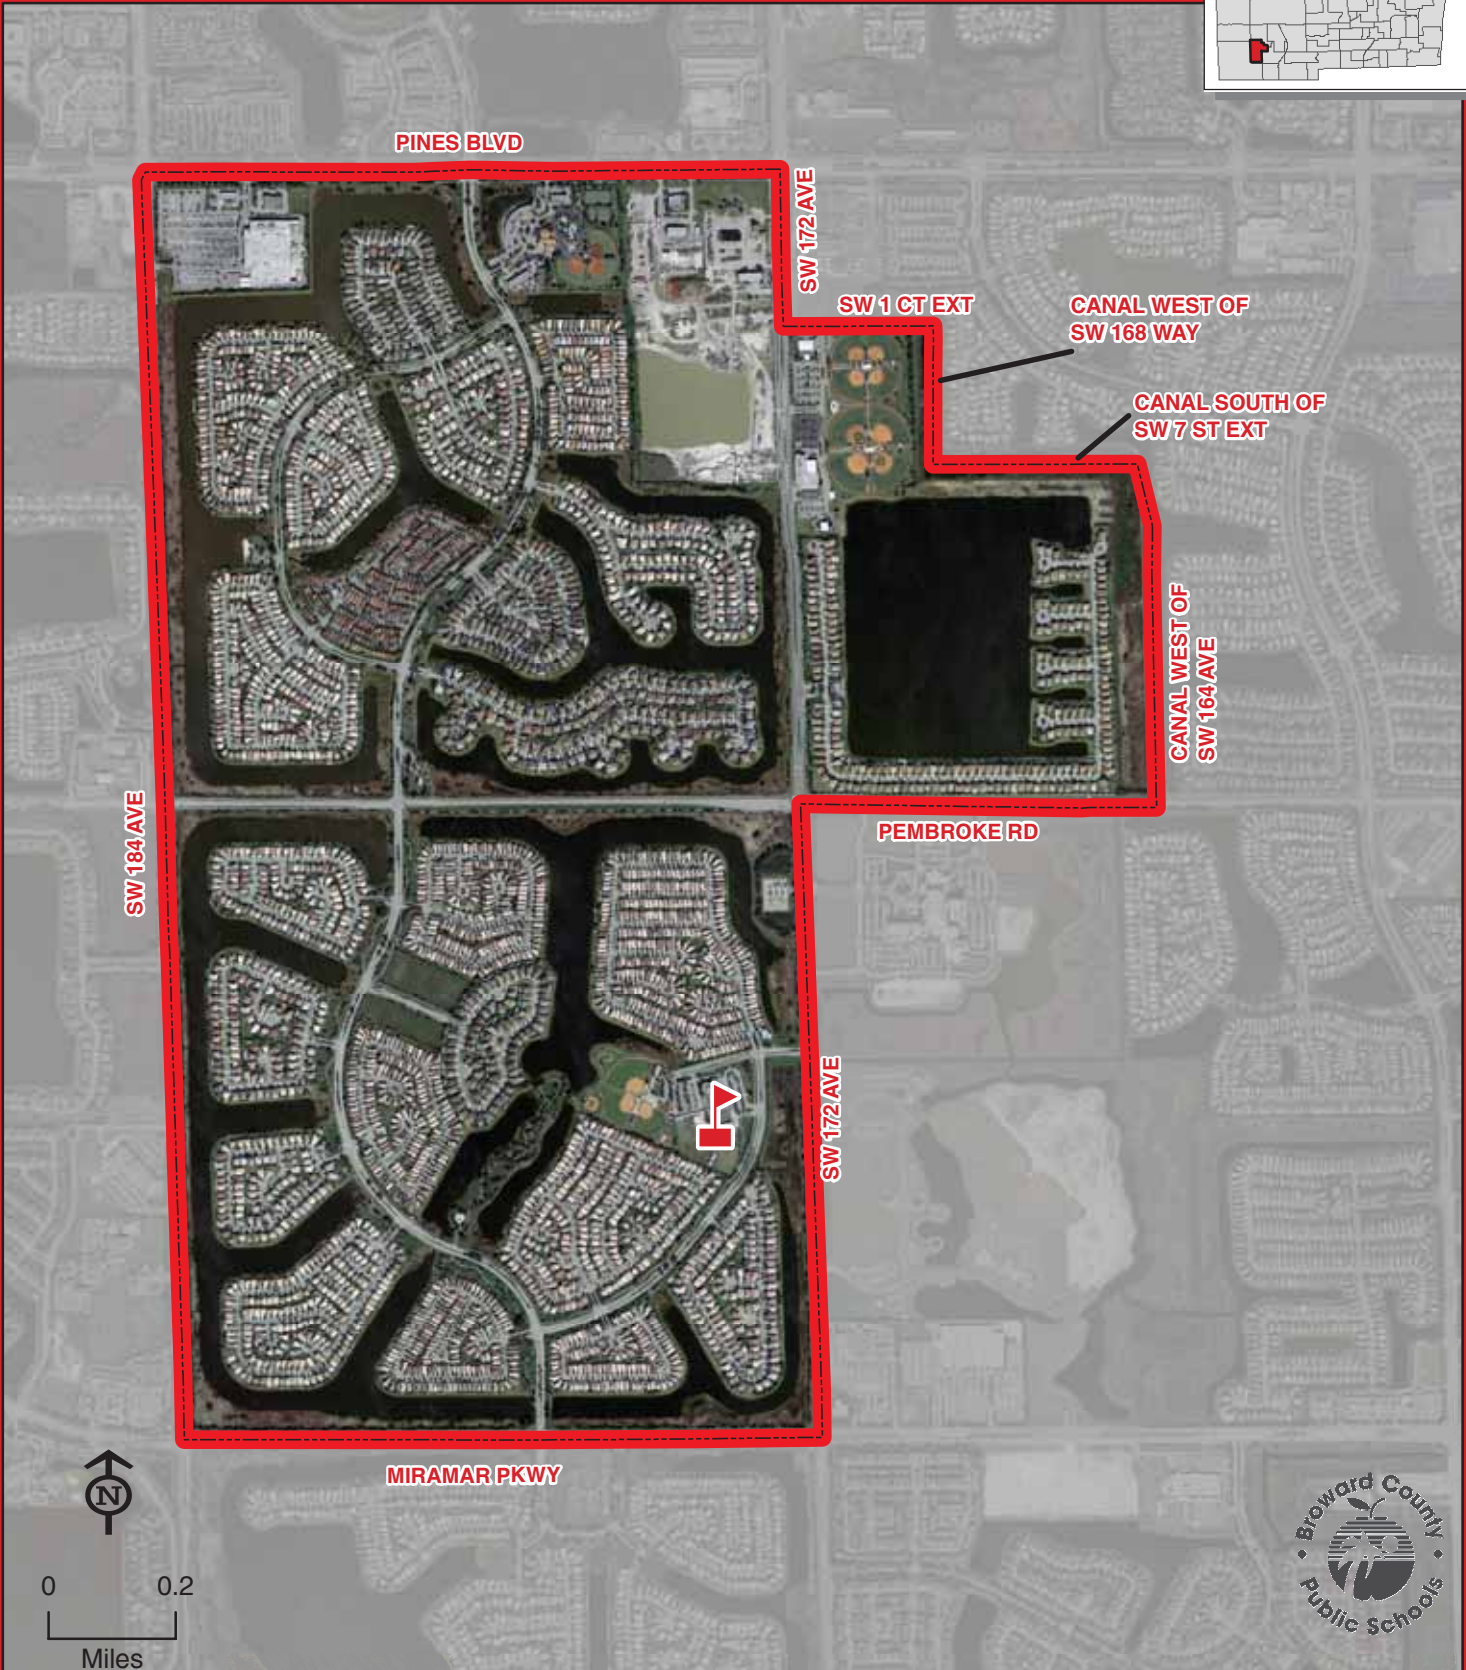 PINES BLVD
SW 172 AVE
SW 1 CT EXT
CANAL WEST OF
SW 168 WAY
CANAL SOUTH OF
SW 7 ST EXT
CANAL WEST OF
SW 164 AVE
SW 184 AVE
PEMBROKE RD
SW 172 AVE
MIRAMAR PKWY
N
0 0.2
Miles
Broward County
Public Schools